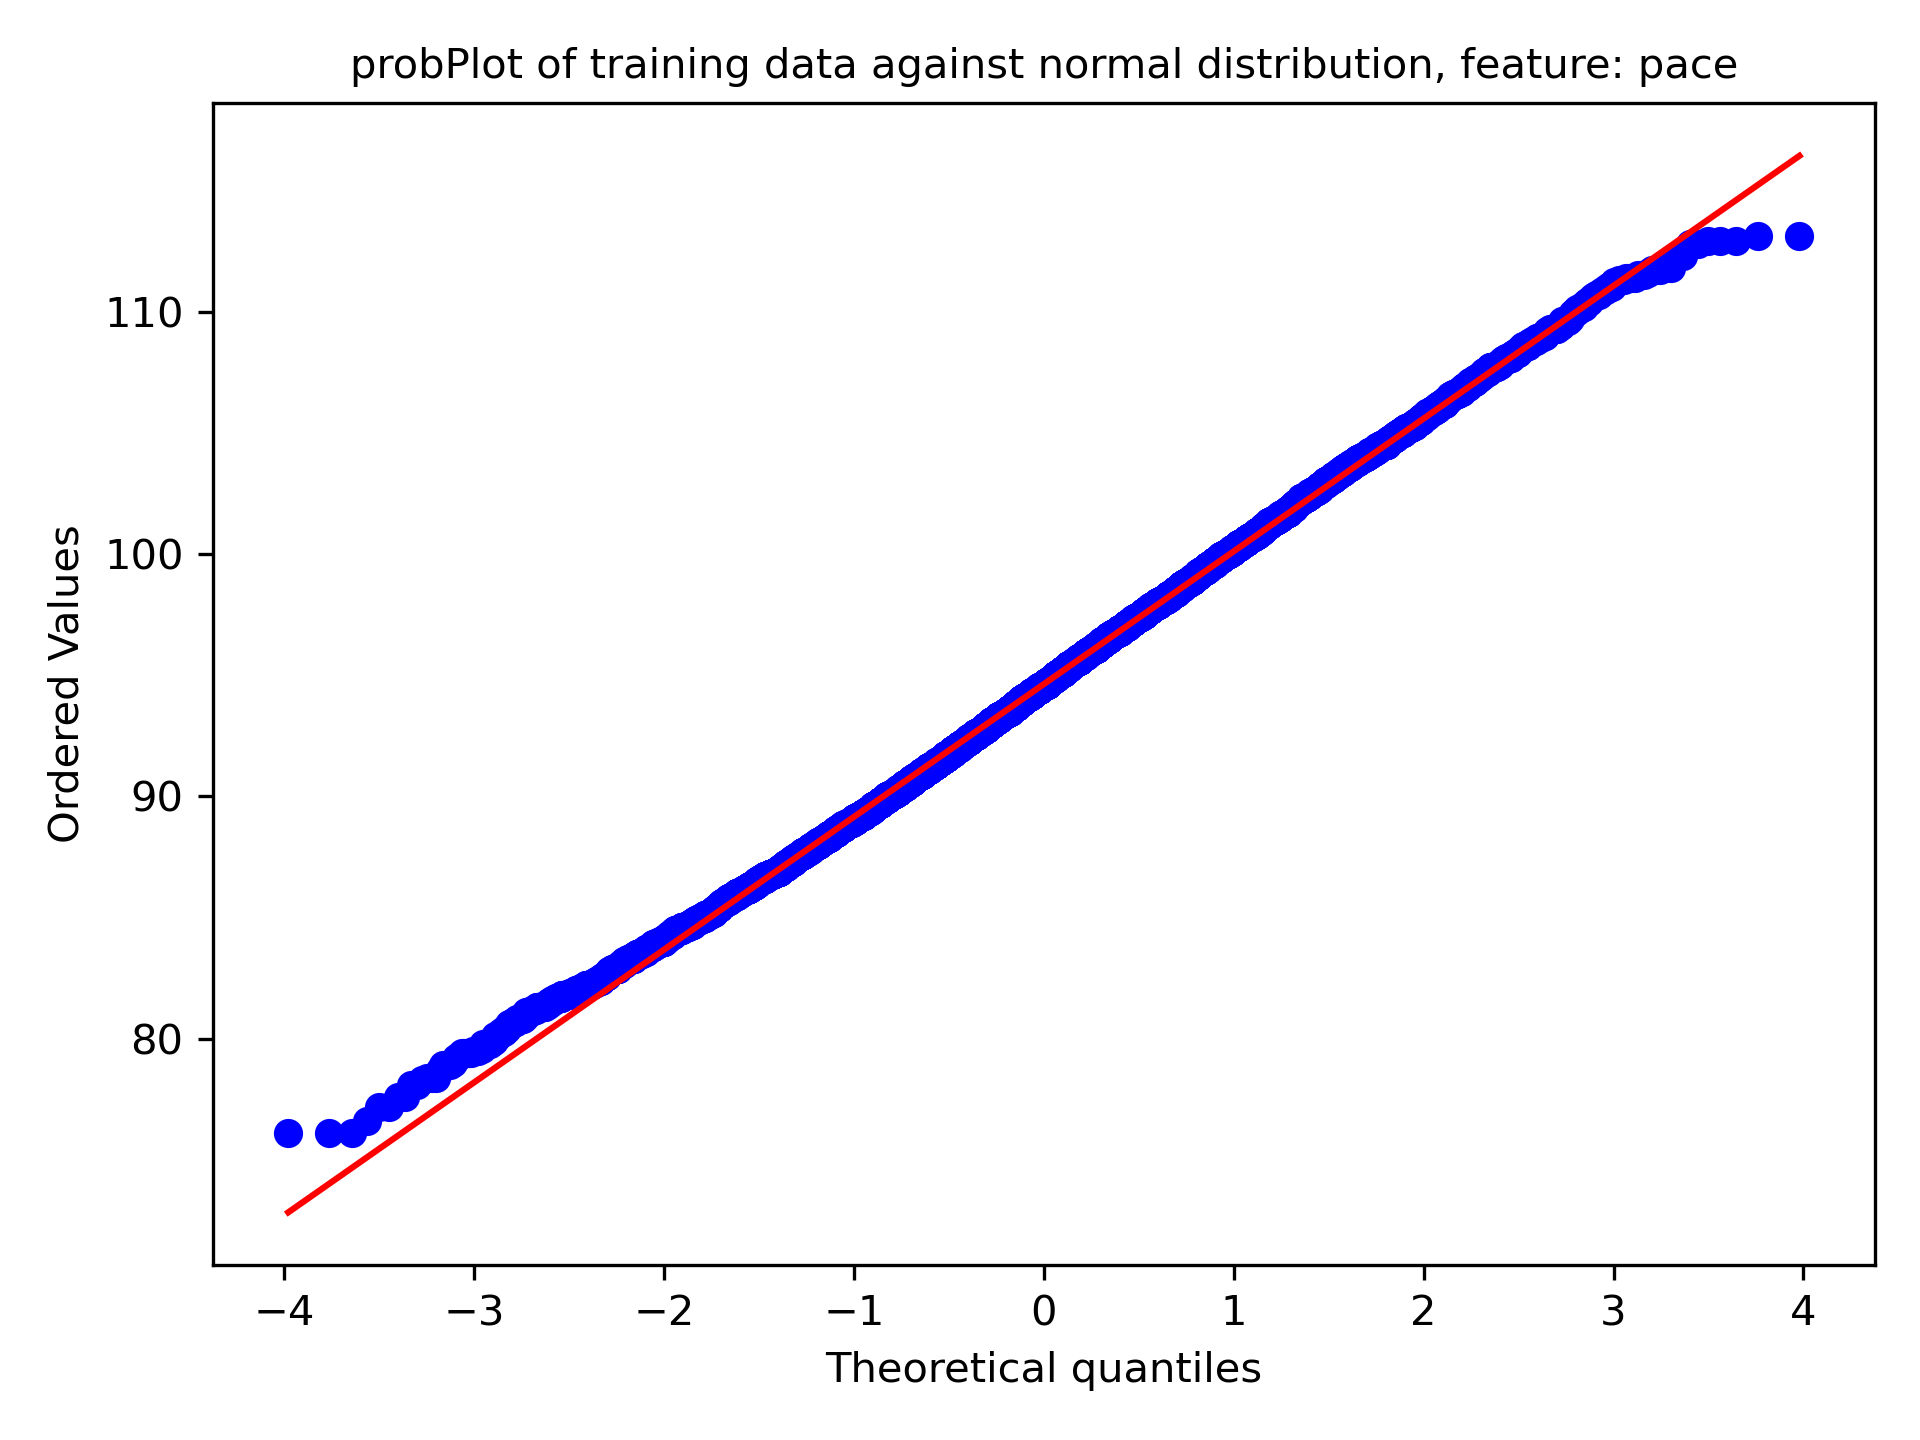 probPlot of training data against normal distribution, feature: pace
110
100
90
80
Ordered Values
−4 −3 −2 −1 0 1 2 3 4
Theoretical quantiles